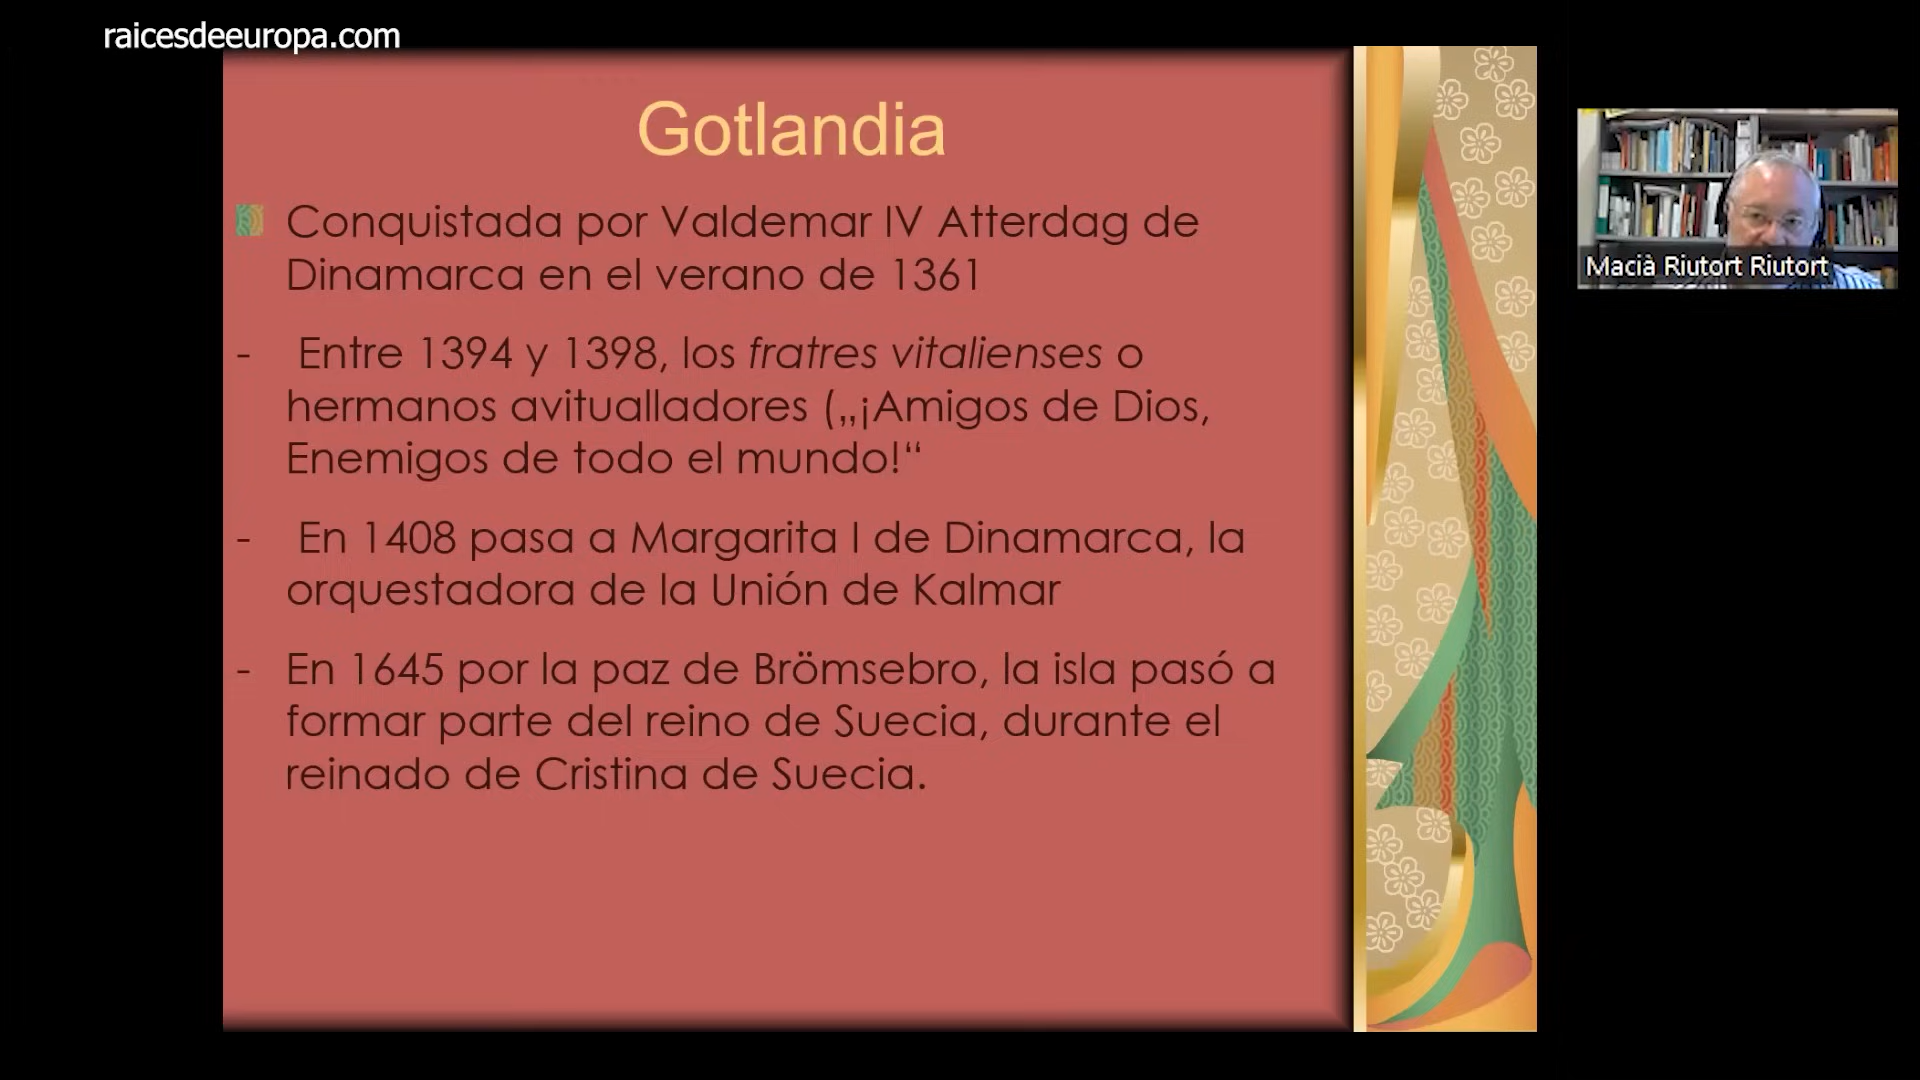 raicesdeeuropa.com
Gotlandia
Conquistada por Valdemar IV Atterdag de
Dinamarca en el verano de 1361
- Entre 1394 y 1398, los fratres vitalienses o
hermanos avitualladores („¡Amigos de Dios,
Enemigos de todo el mundo!“
- En 1408 pasa a Margarita I de Dinamarca, la
orquestadora de la Unión de Kalmar
- En 1645 por la paz de Brömsebro, la isla pasó a
formar parte del reino de Suecia, durante el
reinado de Cristina de Suecia.
Macià Riutort Riutort